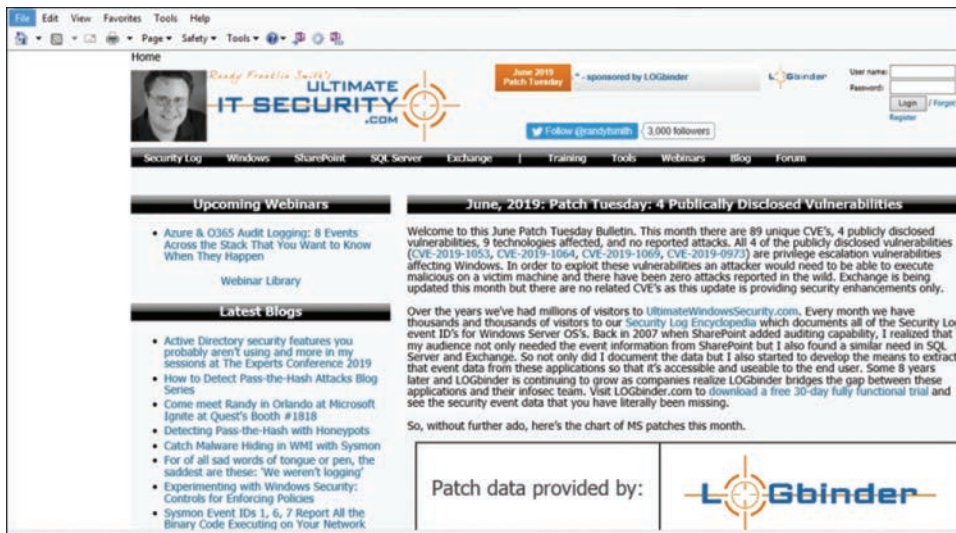 File Edit View Favorites Tools Help
Page Safety Tools
Home
Randy Franklin Smith's
ULTIMATE
IT SECURITY
.COM
June 2019
Patch Tuesday
" - sponsored by LOGbinder
LOGbinder
User name:
Password:
Login / Forgot
Register
Follow @randyfsmith 3,000 followers
Security Log Windows SharePoint SQL Server Exchange | Training Tools Webinars Blog Forum
Upcoming Webinars
• Azure & O365 Audit Logging: 8 Events
Across the Stack That You Want to Know
When They Happen
Webinar Library
Latest Blogs
• Active Directory security features you
probably aren't using and more in my
sessions at The Experts Conference 2019
• How to Detect Pass-the-Hash Attacks Blog
Series
• Come meet Randy in Orlando at Microsoft
Ignite at Quest's Booth #1818
• Detecting Pass-the-Hash with Honeypots
• Catch Malware Hiding in WMI with Sysmon
• For of all sad words of tongue or pen, the
saddest are these: 'We weren't logging'
• Experimenting with Windows Security:
Controls for Enforcing Policies
• Sysmon Event IDs 1, 6, 7 Report All the
Binary Code Executing on Your Network
June, 2019: Patch Tuesday: 4 Publically Disclosed Vulnerabilities
Welcome to this June Patch Tuesday Bulletin. This month there are 89 unique CVE's, 4 publicly disclosed
vulnerabilities, 9 technologies affected, and no reported attacks. All 4 of the publicly disclosed vulnerabilities
(CVE-2019-1053, CVE-2019-1064, CVE-2019-1069, CVE-2019-0973) are privilege escalation vulnerabilities
affecting Windows. In order to exploit these vulnerabilities an attacker would need to be able to execute
malicious on a victim machine and there have been zero attacks reported in the wild. Exchange is being
updated this month but there are no related CVE's as this update is providing security enhancements only.
Over the years we've had millions of visitors to UltimateWindowsSecurity.com. Every month we have
thousands and thousands of visitors to our Security Log Encyclopedia which documents all of the Security Log
event ID's for Windows Server OS's. Back in 2007 when SharePoint added auditing capability, I realized that
my audience not only needed the event information from SharePoint but I also found a similar need in SQL
Server and Exchange. So not only did I document the data but I also started to develop the means to extract
that event data from these applications so that it's accessible and useable to the end user. Some 8 years
later and LOGbinder is continuing to grow as companies realize LOGbinder bridges the gap between these
applications and their infosec team. Visit LOGbinder.com to download a free 30-day fully functional trial and
see the security event data that you have literally been missing.
So, without further ado, here's the chart of MS patches this month.
Patch data provided by:
LOGbinder